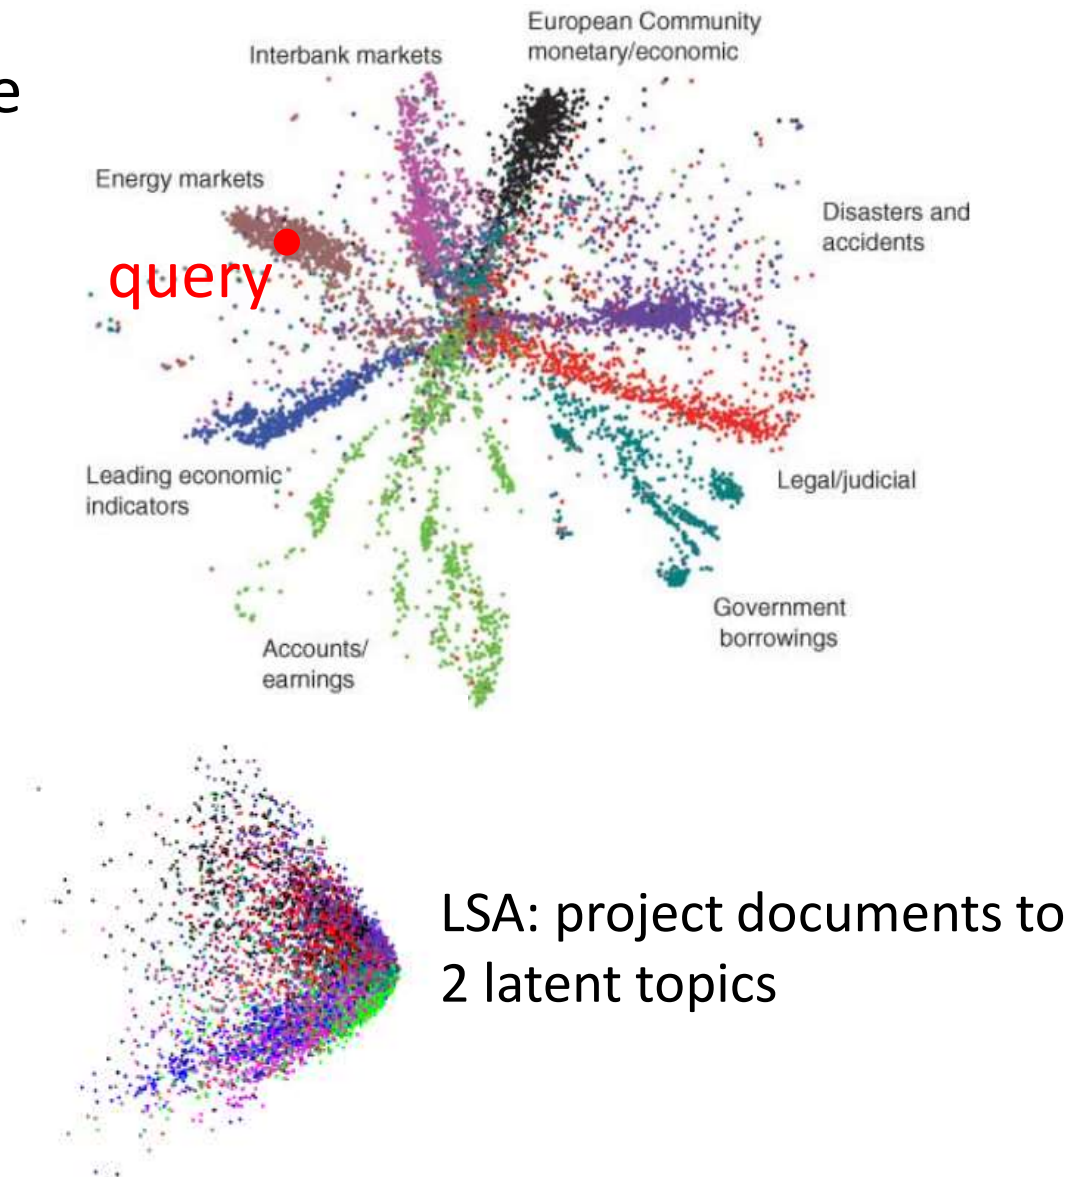 European Community
monetary/economic
Interbank markets
e
Energy markets
Disasters and
accidents
query
Leading economic
indicators
Legal/judicial
Government
borrowings
Accounts/
earnings
LSA: project documents to
2 latent topics